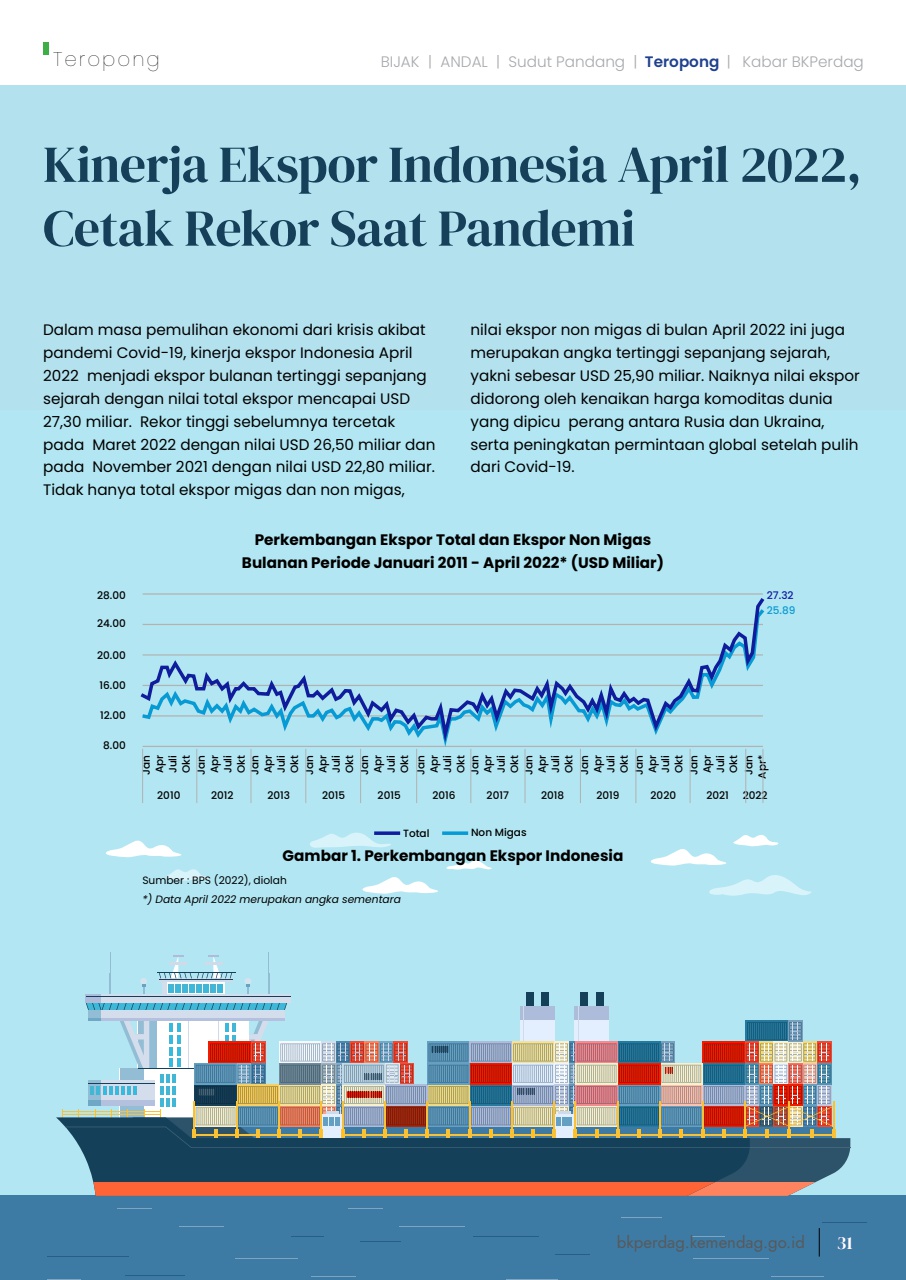 Teropong
BIJAK | ANDAL | Sudut Pandang | Teropong | Kabar BKPerdag
Kinerja Ekspor Indonesia April 2022,
Cetak Rekor Saat Pandemi
Dalam masa pemulihan ekonomi dari krisis akibat
pandemi Covid-19, kinerja ekspor Indonesia April
2022 menjadi ekspor bulanan tertinggi sepanjang
sejarah dengan nilai total ekspor mencapai USD
27,30 miliar. Rekor tinggi sebelumnya tercetak
pada Maret 2022 dengan nilai USD 26,50 miliar dan
pada November 2021 dengan nilai USD 22,80 miliar.
Tidak hanya total ekspor migas dan non migas,
nilai ekspor non migas di bulan April 2022 ini juga
merupakan angka tertinggi sepanjang sejarah,
yakni sebesar USD 25,90 miliar. Naiknya nilai ekspor
didorong oleh kenaikan harga komoditas dunia
yang dipicu perang antara Rusia dan Ukraina,
serta peningkatan permintaan global setelah pulih
dari Covid-19.
Perkembangan Ekspor Total dan Ekspor Non Migas
Bulanan Periode Januari 2011 - April 2022* (USD Miliar)
28.00
24.00
20.00
16.00
12.00
8.00
27.32
25.89
Jan Apr Juli Okt Jan Apr Juli Okt Jan Apr Juli Okt Jan Apr Juli Okt Jan Apr Juli Okt Jan Apr Juli Okt Jan Apr Juli Okt Jan Apr Juli Okt Jan Apr Juli Okt Jan Apr Juli Okt Jan Apr Juli Okt Jan Apr*
2010 2012 2013 2015 2015 2016 2017 2018 2019 2020 2021 2022
Total Non Migas
Gambar 1. Perkembangan Ekspor Indonesia
Sumber : BPS (2022), diolah
*) Data April 2022 merupakan angka sementara
bkperdag.kemendag.go.id 31